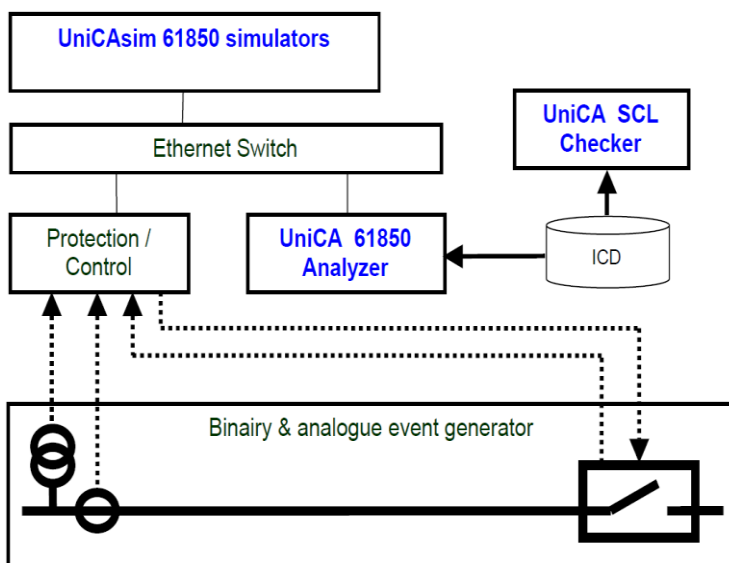 UniCAsim 61850 simulators
UniCA SCL
Checker
Ethernet Switch
Protection /
Control
UniCA 61850
Analyzer
ICD
Binairy & analogue event generator